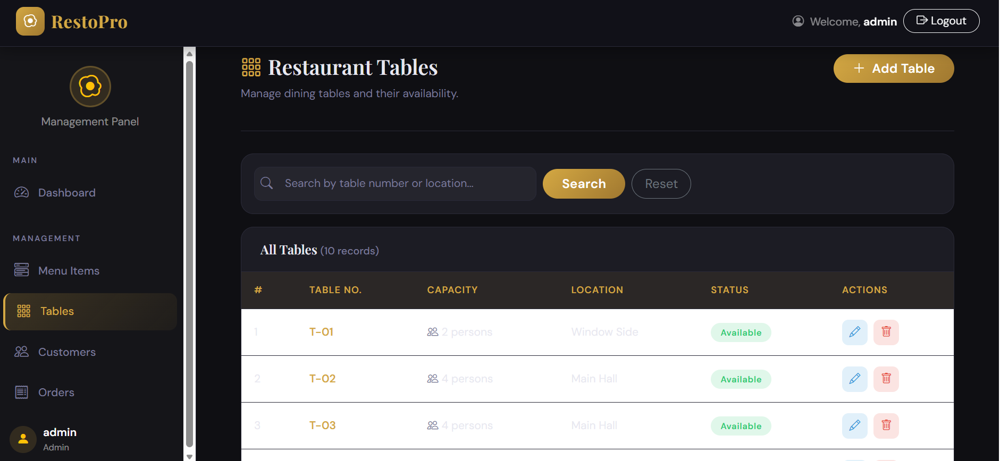 RestoPro
Welcome, admin
Logout
Management Panel
MAIN
Dashboard
MANAGEMENT
Menu Items
Tables
Customers
Orders
admin
Admin
Restaurant Tables
Add Table
Manage dining tables and their availability.
Search by table number or location...
Search
Reset
All Tables (10 records)
# TABLE NO. CAPACITY LOCATION STATUS ACTIONS
1 T-01 2 persons Window Side Available
2 T-02 4 persons Main Hall Available
3 T-03 4 persons Main Hall Available